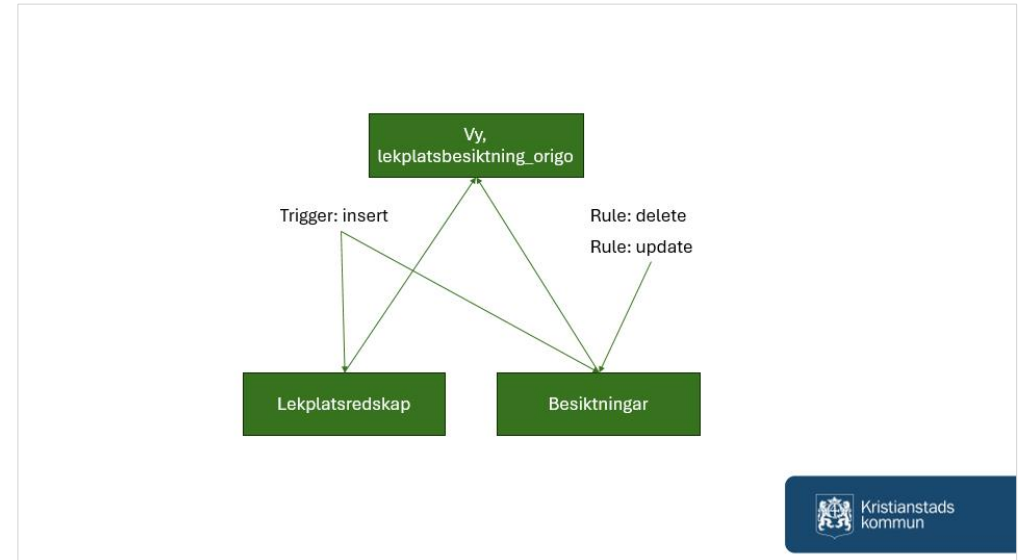 Vy,
lekplatsbesiktning_origo
Trigger: insert
Rule: delete
Rule: update
Lekplatsredskap
Besiktningar
Kristianstads
kommun